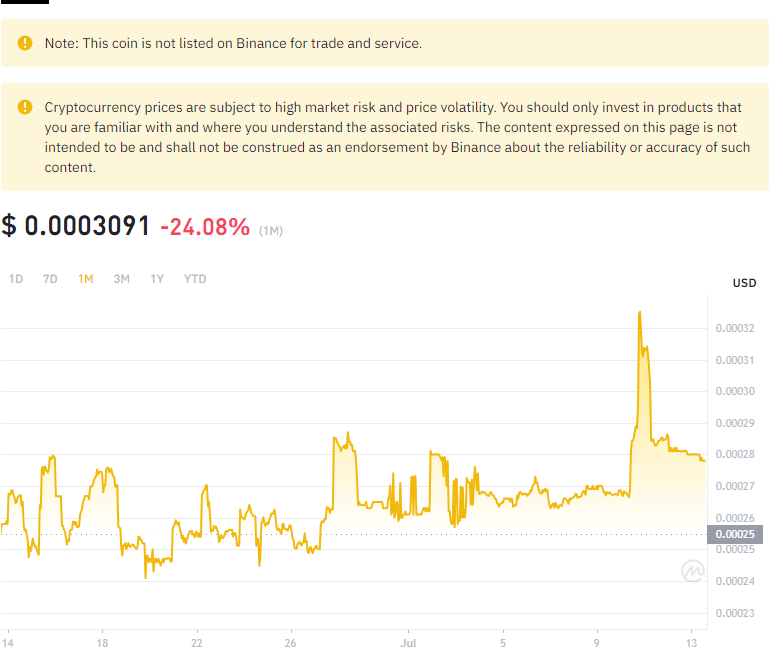 Note: This coin is not listed on Binance for trade and service.
Cryptocurrency prices are subject to high market risk and price volatility. You should only invest in products that
you are familiar with and where you understand the associated risks. The content expressed on this page is not
intended to be and shall not be construed as an endorsement by Binance about the reliability or accuracy of such
content.
$ 0.0003091 -24.08% (1M)
1D 7D 1M 3M 1Y YTD
USD
0.00032
0.00031
0.00030
0.00029
0.00028
0.00027
0.00026
0.00025
0.00025
0.00024
0.00023
14 18 22 26 Jul 5 9 13